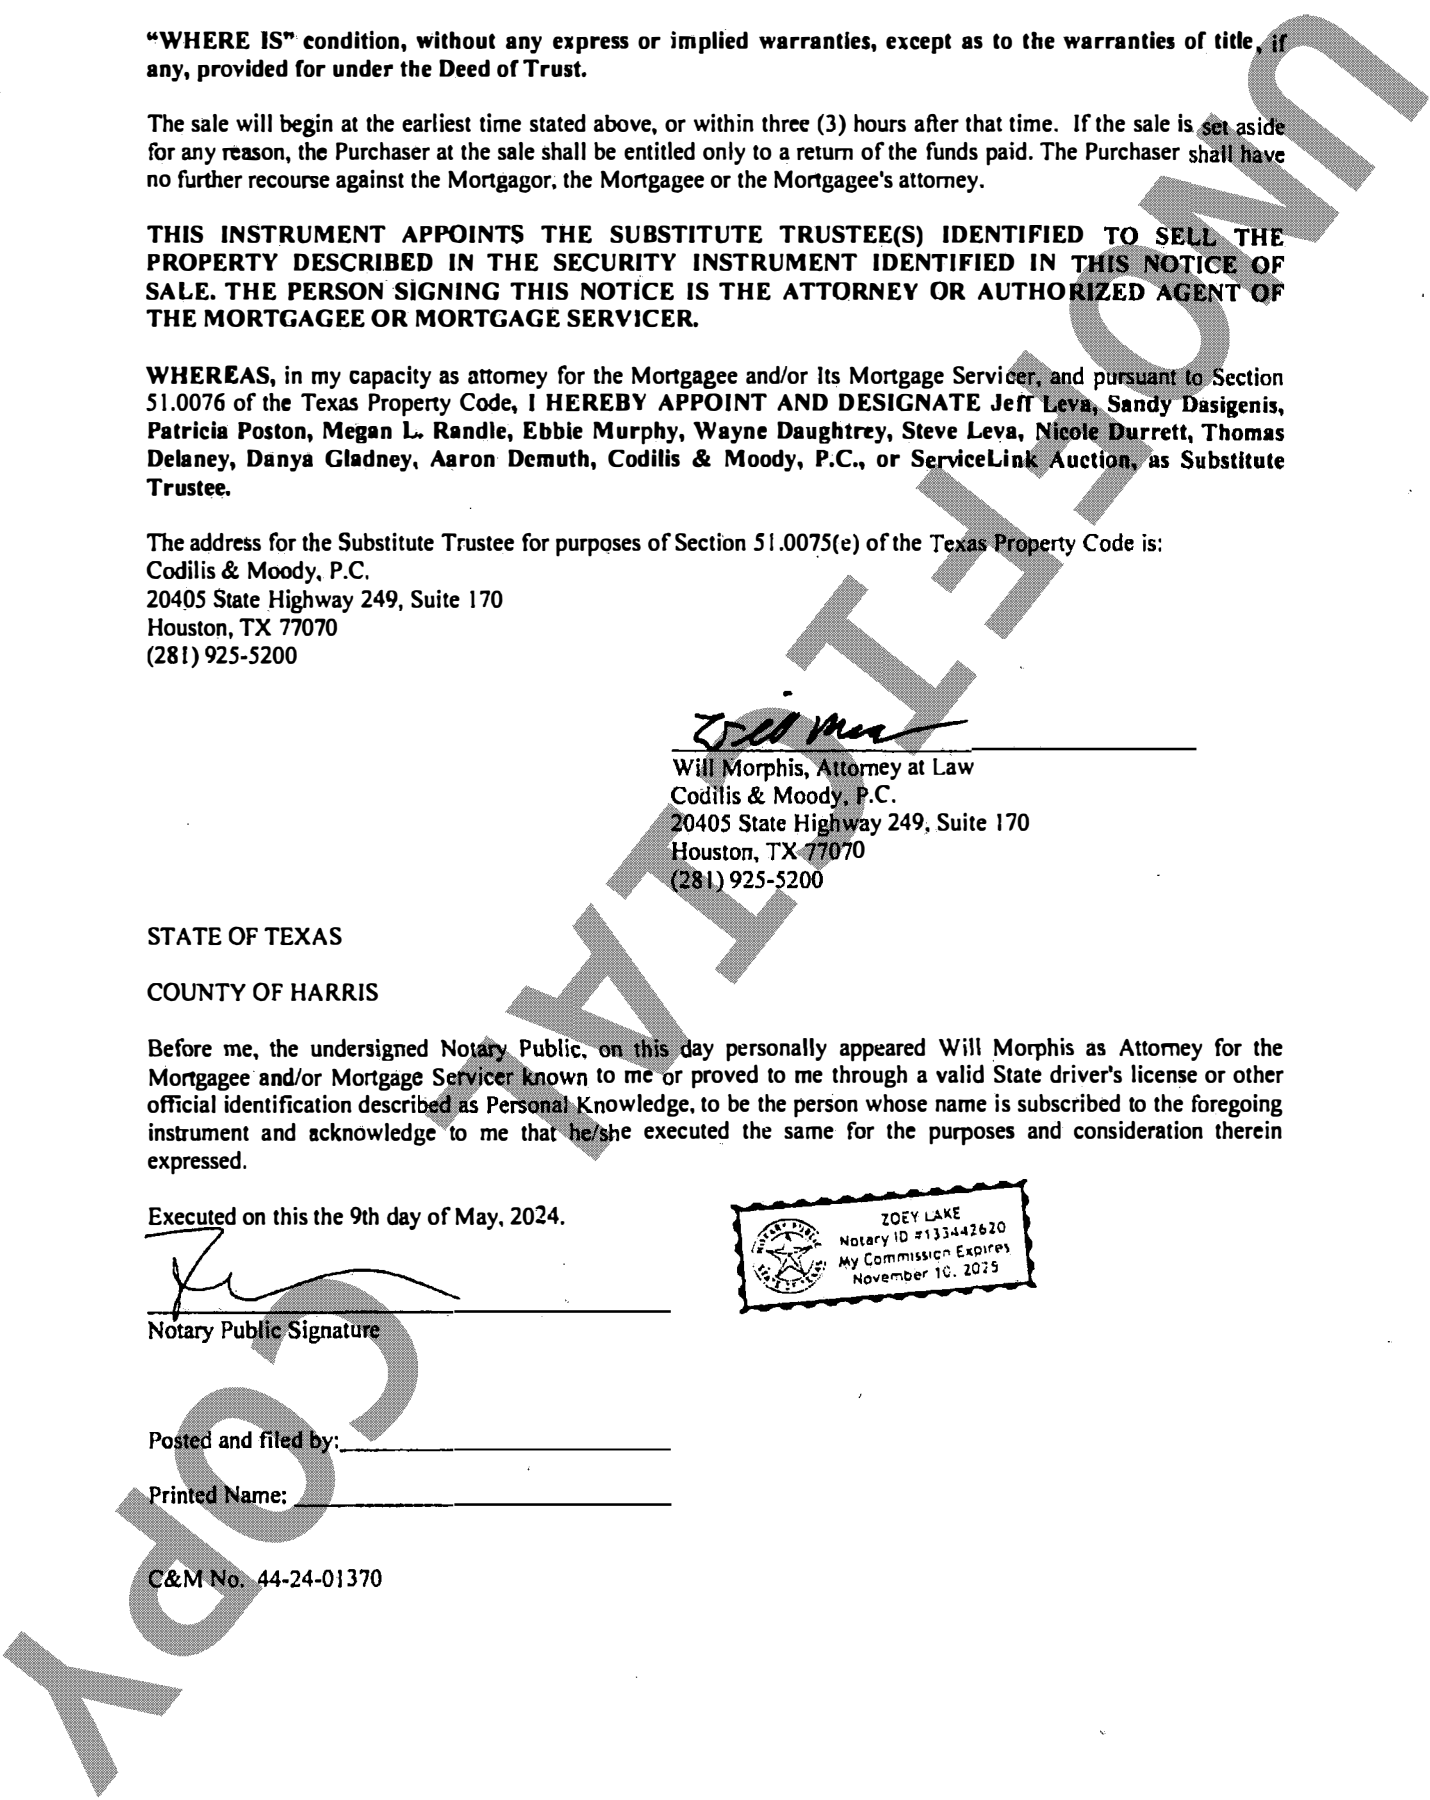 “WHERE IS” condition, without any express or implied warranties, except as to the warranties of title, if
any, provided for under the Deed of Trust.
The sale will begin at the earliest time stated above, or within three (3) hours after that time. If the sale is set aside
for any reason, the Purchaser at the sale shall be entitled only to a return of the funds paid. The Purchaser shall have
no further recourse against the Mortgagor, the Mortgagee or the Mortgagee's attorney.
THIS INSTRUMENT APPOINTS THE SUBSTITUTE TRUSTEE(S) IDENTIFIED TO SELL THE
PROPERTY DESCRIBED IN THE SECURITY INSTRUMENT IDENTIFIED IN THIS NOTICE OF
SALE. THE PERSON SIGNING THIS NOTICE IS THE ATTORNEY OR AUTHORIZED AGENT OF
THE MORTGAGEE OR MORTGAGE SERVICER.
WHEREAS, in my capacity as attorney for the Mortgagee and/or Its Mortgage Servicer, and pursuant to Section
51.0076 of the Texas Property Code, I HEREBY APPOINT AND DESIGNATE Jeff Leva, Sandy Dasigenis,
Patricia Poston, Megan L. Randle, Ebbie Murphy, Wayne Daughtrey, Steve Leva, Nicole Durrett, Thomas
Delaney, Danya Gladney, Aaron Demuth, Codilis & Moody, P.C., or ServiceLink Auction, as Substitute
Trustee.
The address for the Substitute Trustee for purposes of Section 51.0075(e) of the Texas Property Code is:
Codilis & Moody, P.C.
20405 State Highway 249, Suite 170
Houston, TX 77070
(281) 925-5200
Will Morphis, Attorney at Law
Codilis & Moody, P.C.
20405 State Highway 249, Suite 170
Houston, TX 77070
(281) 925-5200
STATE OF TEXAS
COUNTY OF HARRIS
Before me, the undersigned Notary Public, on this day personally appeared Will Morphis as Attorney for the
Mortgagee and/or Mortgage Servicer known to me or proved to me through a valid State driver's license or other
official identification described as Personal Knowledge, to be the person whose name is subscribed to the foregoing
instrument and acknowledge to me that he/she executed the same for the purposes and consideration therein
expressed.
Executed on this the 9th day of May, 2024.
ZOEY LAKE
Notary ID #133442620
My Commission Expires
November 10, 2025
NOTARY PUBLIC
STATE OF TEXAS
Notary Public Signature
Posted and filed by:
Printed Name:
C&M No. 44-24-01370
UNOFFICIAL COPY